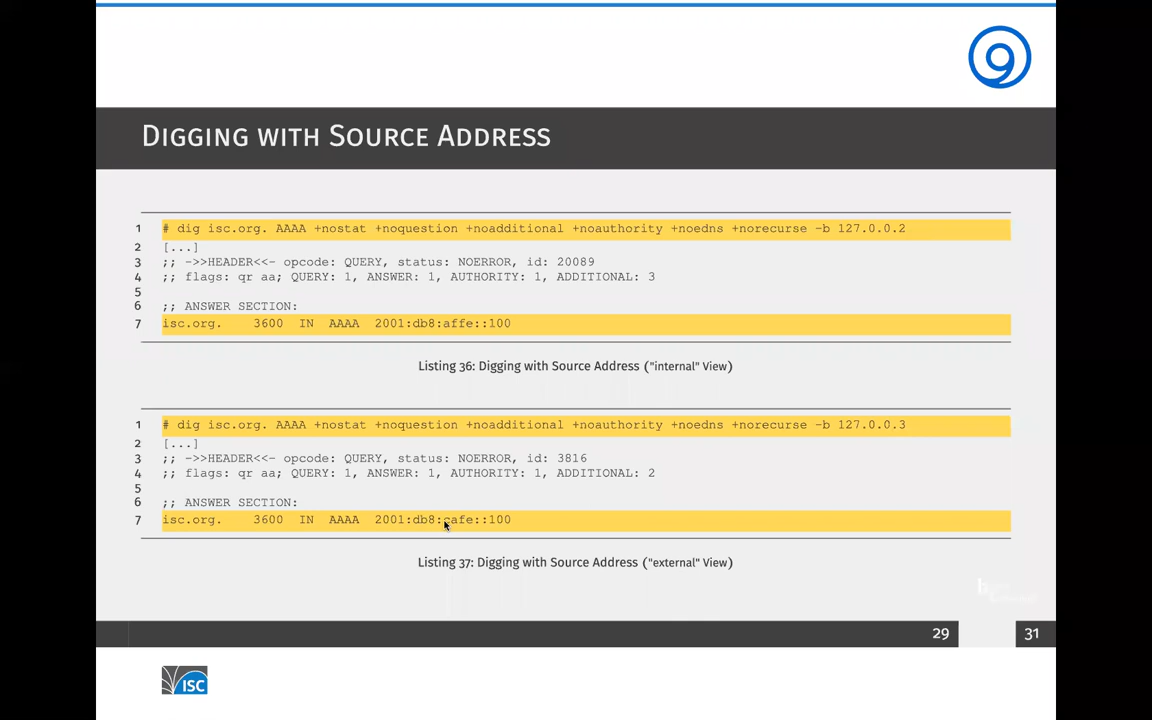 9
Digging with Source Address
1 # dig isc.org. AAAA +nostat +noquestion +noadditional +noauthority +noedns +norecurse -b 127.0.0.2
2 [...]
3 ;; ->>HEADER<<- opcode: QUERY, status: NOERROR, id: 20089
4 ;; flags: qr aa; QUERY: 1, ANSWER: 1, AUTHORITY: 1, ADDITIONAL: 3
5
6 ;; ANSWER SECTION:
7 isc.org. 3600 IN AAAA 2001:db8:affe::100
Listing 36: Digging with Source Address ("internal" View)
1 # dig isc.org. AAAA +nostat +noquestion +noadditional +noauthority +noedns +norecurse -b 127.0.0.3
2 [...]
3 ;; ->>HEADER<<- opcode: QUERY, status: NOERROR, id: 3816
4 ;; flags: qr aa; QUERY: 1, ANSWER: 1, AUTHORITY: 1, ADDITIONAL: 2
5
6 ;; ANSWER SECTION:
7 isc.org. 3600 IN AAAA 2001:db8:cafe::100
Listing 37: Digging with Source Address ("external" View)
29 31
ISC